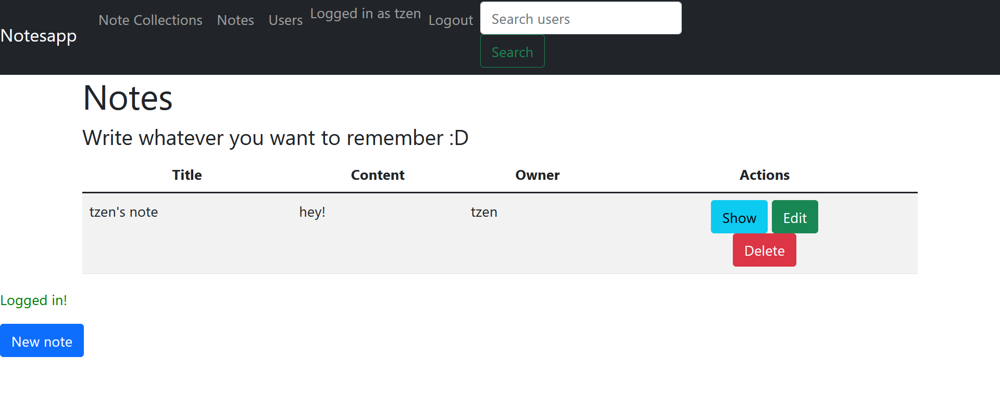 Notesapp Note Collections Notes Users Logged in as tzen Logout Search users
Search
Notes
Write whatever you want to remember :D
Title Content Owner Actions
tzen's note hey! tzen Show Edit
Delete
Logged in!
New note